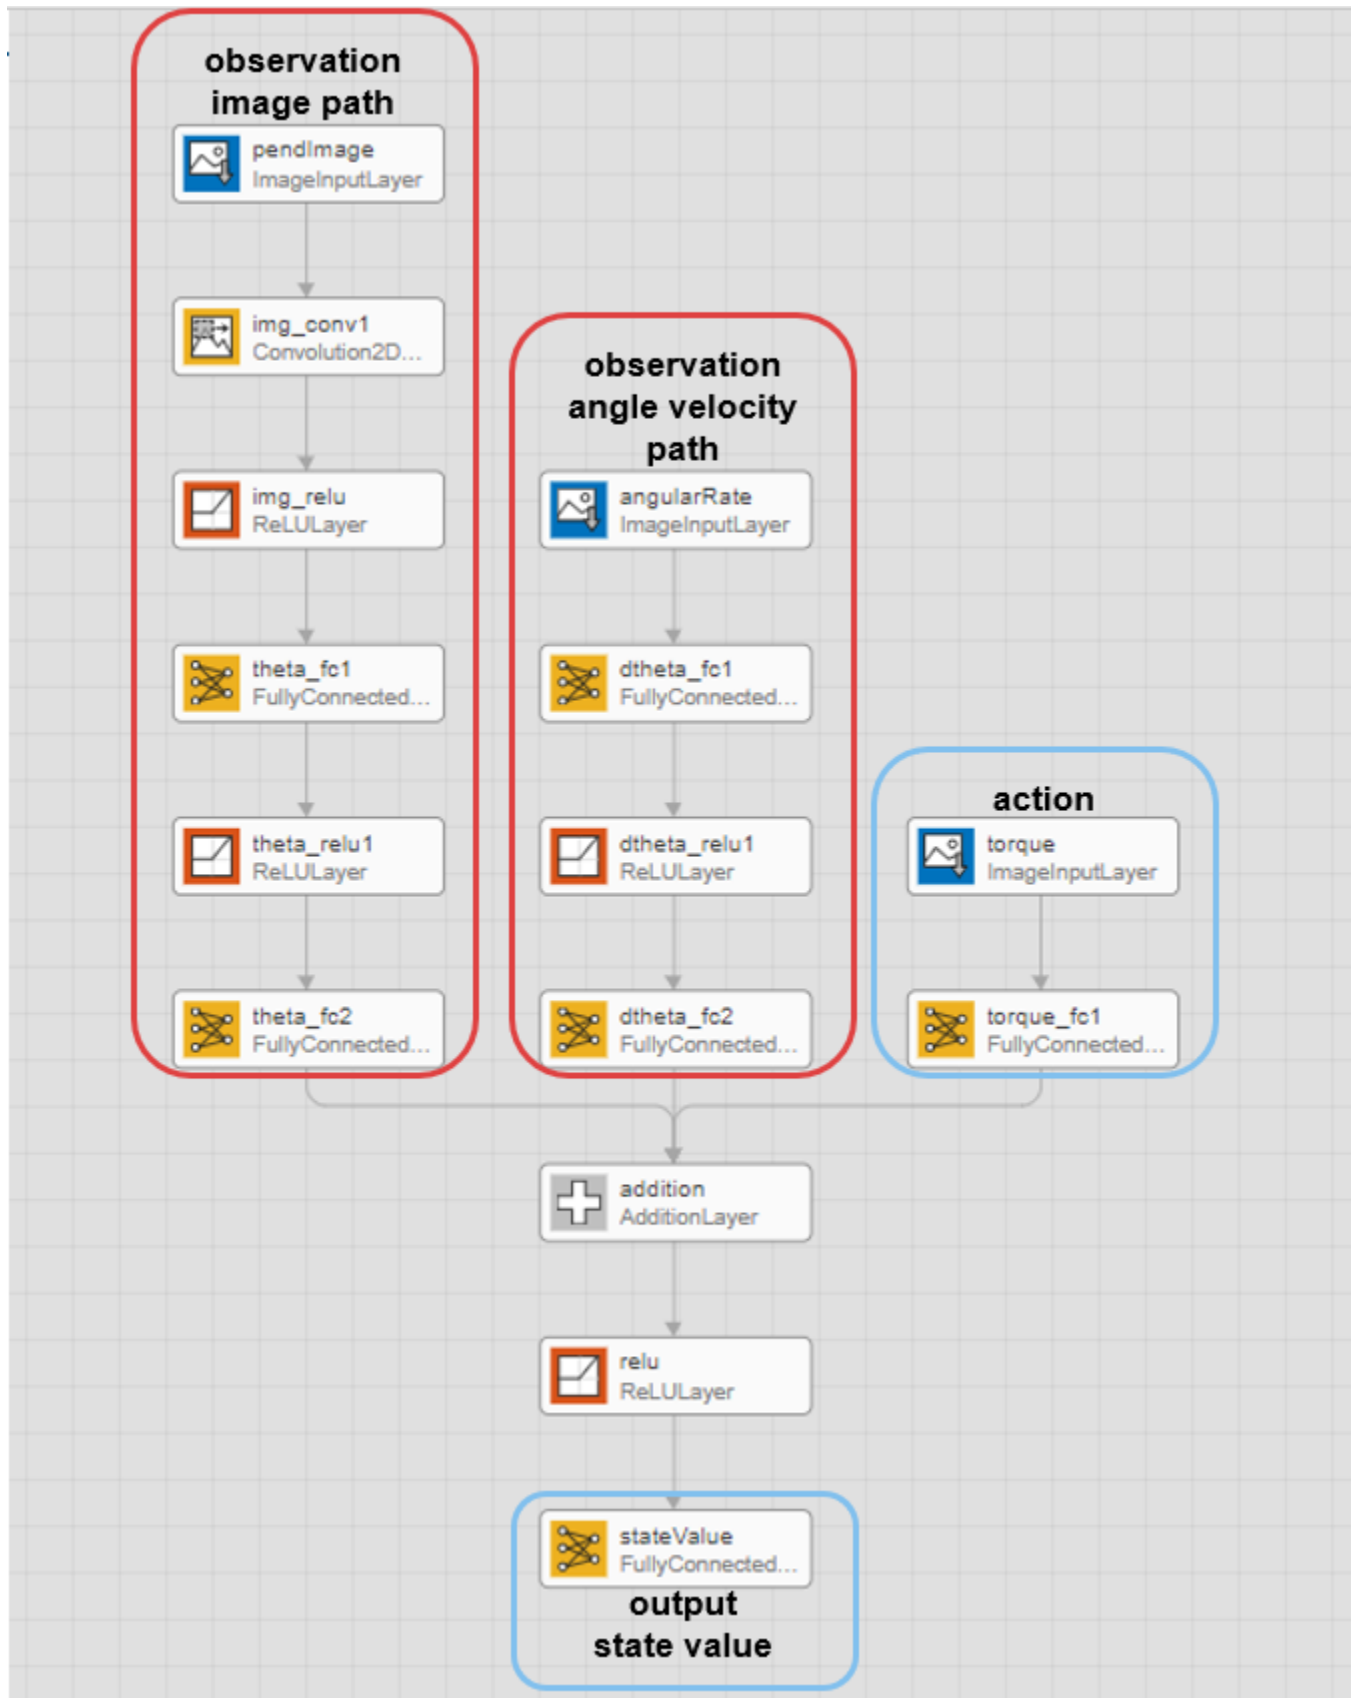 observation
image path
pendImage
ImageInputLayer
img_conv1
Convolution2D...
img_relu
ReLULayer
theta_fc1
FullyConnected...
theta_relu1
ReLULayer
theta_fc2
FullyConnected...
observation
angle velocity
path
angularRate
ImageInputLayer
dtheta_fc1
FullyConnected...
dtheta_relu1
ReLULayer
dtheta_fc2
FullyConnected...
action
torque
ImageInputLayer
torque_fc1
FullyConnected...
addition
AdditionLayer
relu
ReLULayer
stateValue
FullyConnected...
output
state value